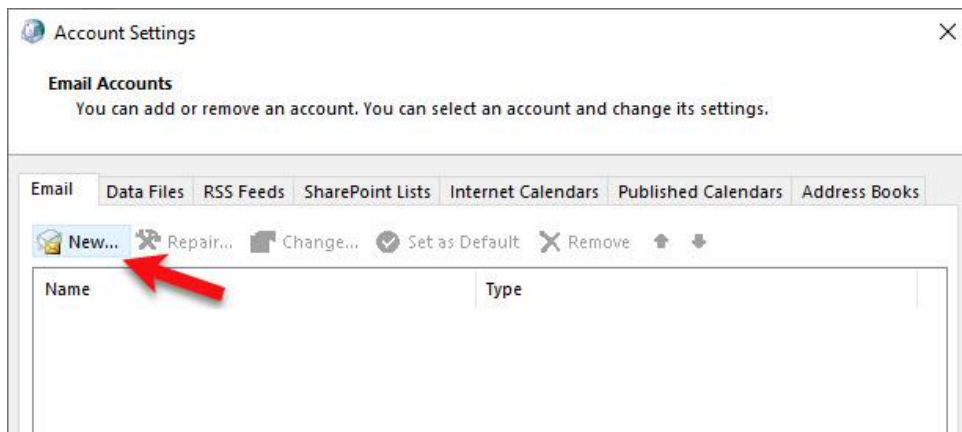 Account Settings
Email Accounts
You can add or remove an account. You can select an account and change its settings.
Email Data Files RSS Feeds SharePoint Lists Internet Calendars Published Calendars Address Books
New... Repair... Change... Set as Default Remove
Name Type